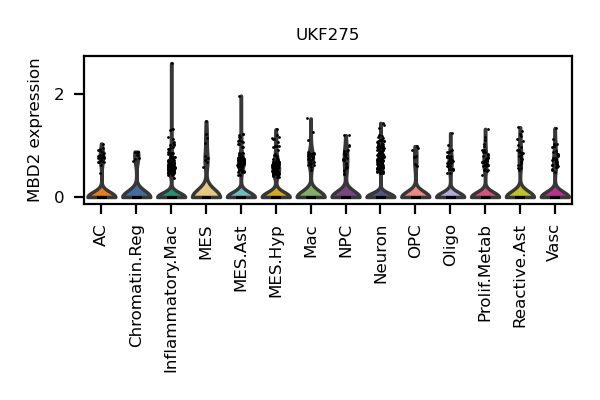 UKF275
MBD2 expression
2
0
AC
Chromatin.Reg
Inflammatory.Mac
MES
MES.Ast
MES.Hyp
Mac
NPC
Neuron
OPC
Oligo
Prolif.Metab
Reactive.Ast
Vasc